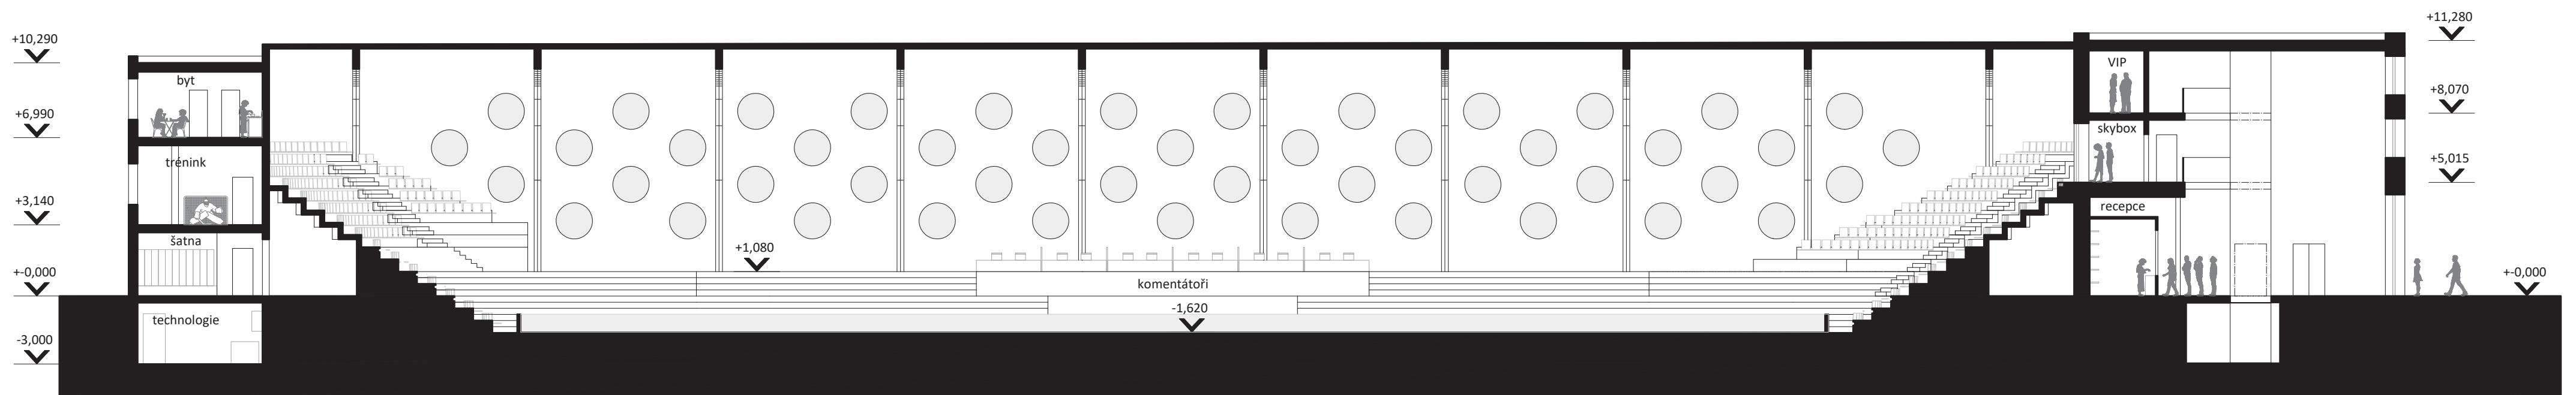 +10,290
+6,990
+3,140
+-0,000
-3,000
byt
trénink
šatna
technologie
+1,080
komentátoři
-1,620
VIP
skybox
recepce
+11,280
+8,070
+5,015
+-0,000